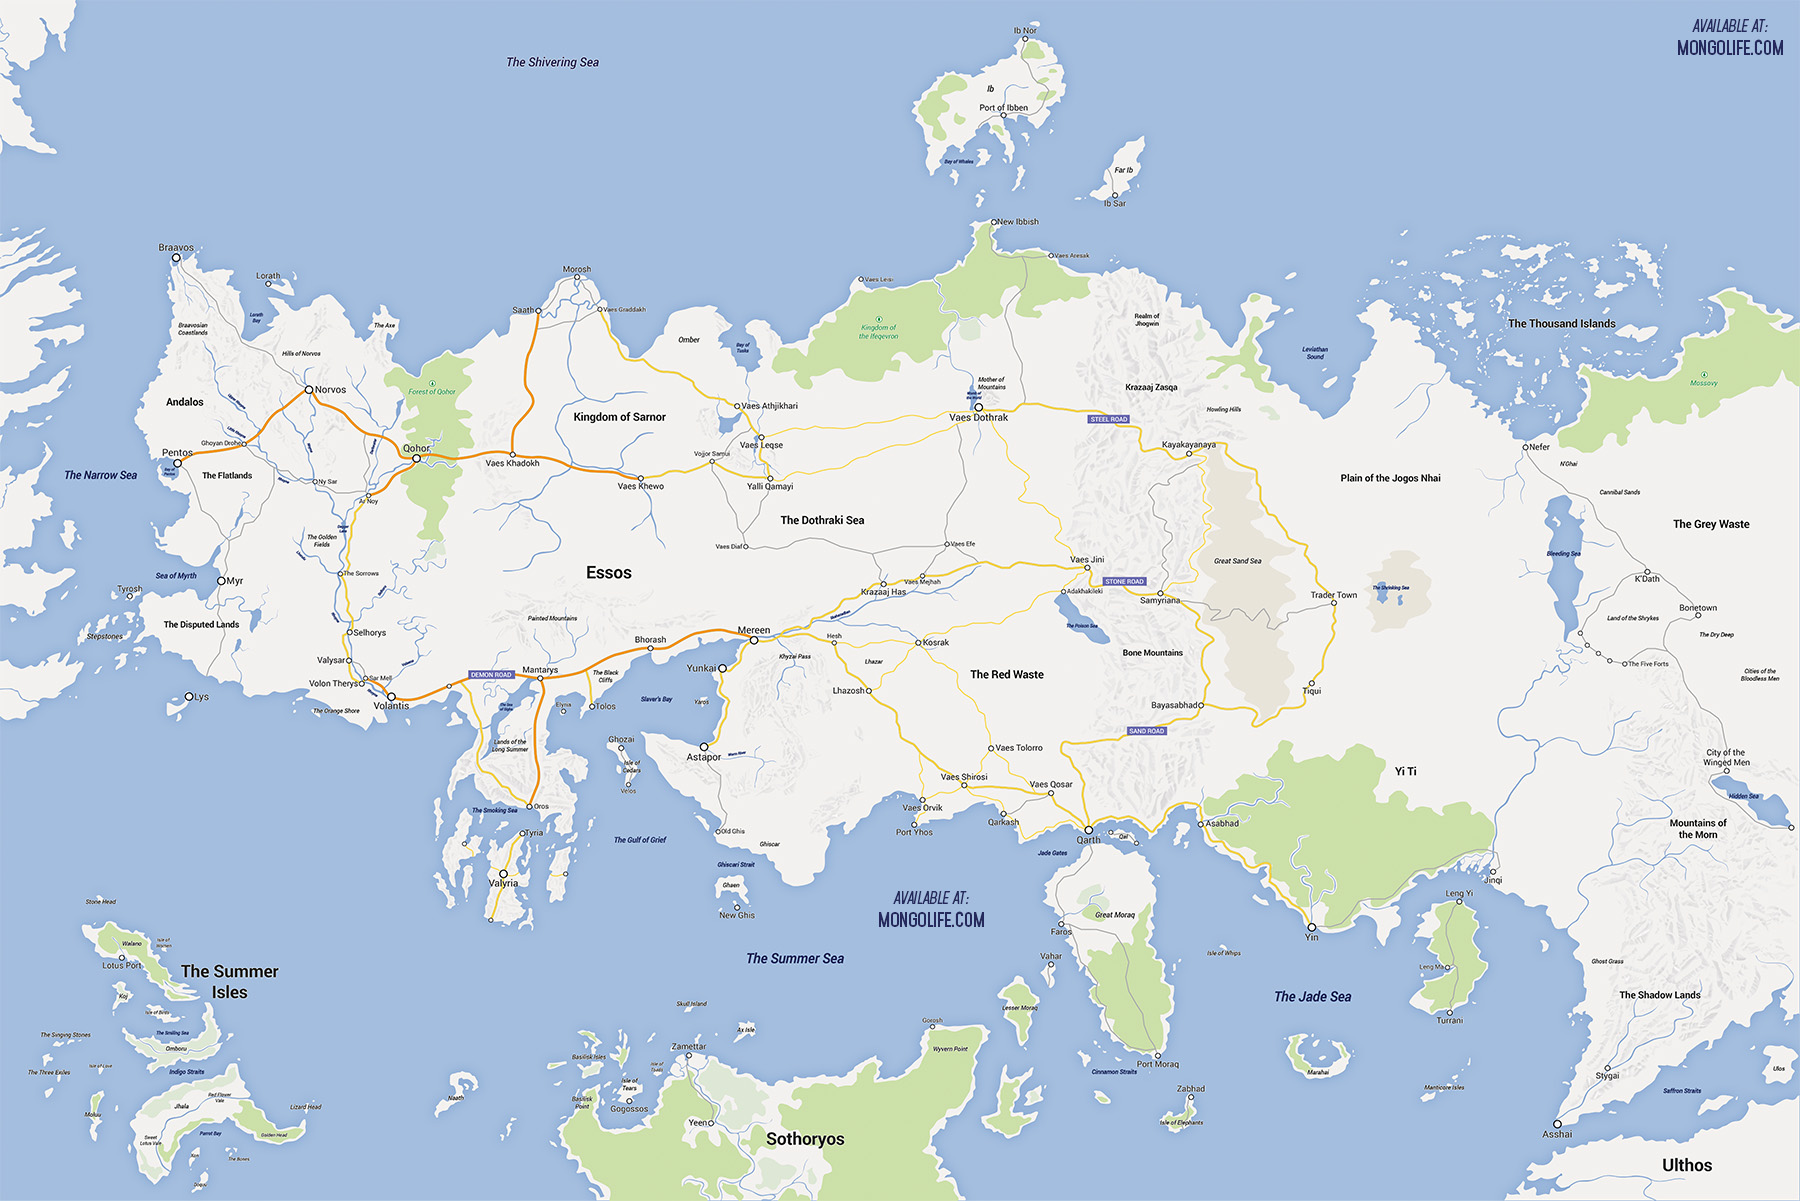 AVAILABLE AT:
MONGOLIFE.COM
The Shivering Sea
Ib Nor
Ib
Port of Ibben
Bay of Whales
Far Ib
Ib Sar
New Ibbish
Vaes Aresak
Vaes Leisi
Braavos
Lorath
Lorath
Bay
Morosh
Saath
Vaes Graddakh
The Axe
Braavosian
Coastlands
Hills of Norvos
Omber
Bay of
Tusks
Kingdom of
the Ifeqevron
Realm of
Jhogwin
Leviathan
Sound
The Thousand Islands
Mossovy
Norvos
Forest of Qohor
Andalos
Kingdom of Sarnor
Vaes Athjikhari
Mother of
Mountains
Vaes Dothrak
Krazaaj Zasqa
Howling Hills
STEEL ROAD
Ghoyan Drohe
Pentos
Bay of
Pentos
The Flatlands
Qohor
Vaes Khadokh
Vaes Leqse
Vojjor Samui
Kayakayanaya
Nefer
N'Ghai
The Narrow Sea
Ny Sar
Ar Noy
Vaes Khewo
Yalli Qamayi
Plain of the Jogos Nhai
Cannibal Sands
The Dothraki Sea
The Grey Waste
The Golden
Fields
Dagger
Lake
Vaes Diaf
Vaes Efe
Great Sand Sea
Bleeding Sea
Essos
Vaes Jini
Sea of Myrth
Myr
The Sorrows
Krazaaj Has
Vaes Mejhah
STONE ROAD
Adakhakileki
Samyriana
Trader Town
The Shrinking Sea
K'Dath
Tyrosh
Bonetown
Stepstones
The Disputed Lands
Selhorys
Painted Mountains
Bhorash
Mereen
Hesh
Kosrak
The Poison Sea
Land of the Shrykes
The Dry Deep
Valysar
Sar Mell
Volon Therys
DEMON ROAD
Mantarys
The Black
Cliffs
Yunkai
Khyzai Pass
Lhazar
Lhazosh
The Red Waste
Bone Mountains
The Five Forts
Cities of the
Bloodless Men
Lys
Volantis
The Orange Shore
Elyria
Tolos
Slaver's Bay
Yaros
Bayasabhad
Tiqui
SAND ROAD
Lands of the
Long Summer
Ghozai
Isle of
Cedars
Velos
Astapor
Vaes Tolorro
City of the
Winged Men
Hidden Sea
Yi Ti
Vaes Shirosi
Vaes Qosar
The Smoking Sea
Oros
Vaes Orvik
Port Yhos
Qarkash
Qarth
Qal
Asabhad
Mountains of
the Morn
Tyria
Valyria
The Gulf of Grief
Old Ghis
Ghiscar
Ghiscari Strait
Ghaen
New Ghis
Jade Gates
Jinqi
Leng Yi
AVAILABLE AT:
MONGOLIFE.COM
Great Moraq
Faros
Yin
Stone Head
Walano
Lotus Port
The Summer
Isles
Koj
Isle of Birds
The Summer Sea
Vahar
Isle of Whips
Leng Ma
Ghost Grass
The Jade Sea
The Shadow Lands
Lesser Moraq
Turrani
Skull Island
Ax Isle
Gorosh
Wyvern Point
The Singing Stones
The Smiling Sea
Omboru
Isle of Love
Indigo Straits
The Three Exiles
Basilisk Isles
Isle of
Toads
Zamettar
Isle of
Tears
Gogossos
Basilisk
Point
Port Moraq
Cinnamon Straits
Marahai
Manticore Isles
Stygai
Saffron Straits
Ulos
Moluu
Jhala
Red Flower
Vale
Lizard Head
Naath
Yeen
Zabhad
Isle of Elephants
Asshai
Sweet
Lotus Vale
Parrot Bay
Golden Head
Xon
The Bones
Doquu
Sothoryos
Ulthos